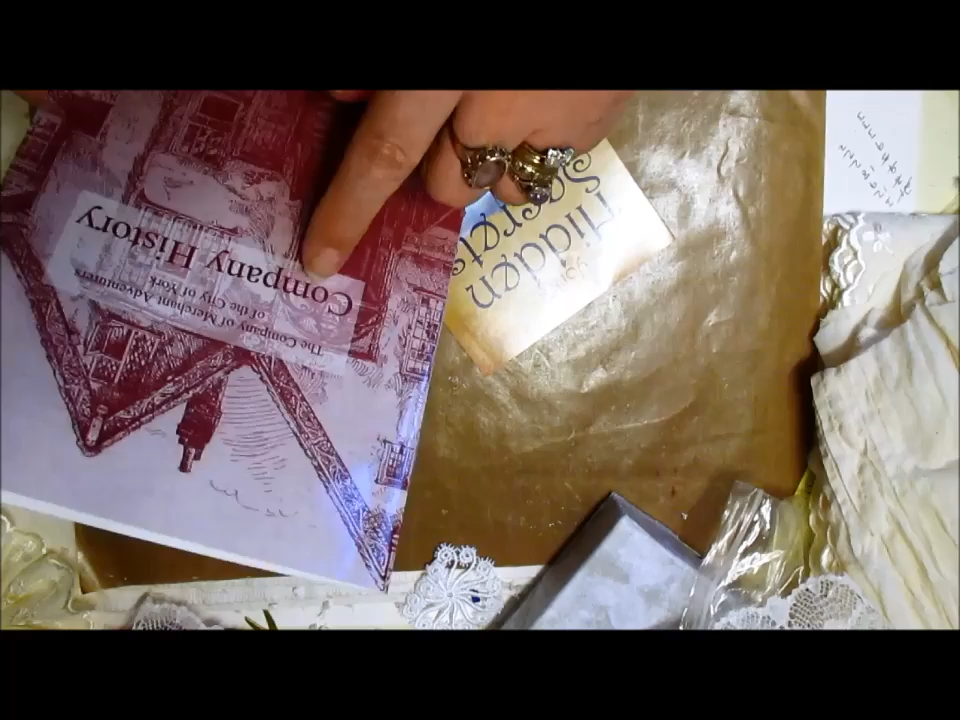 Company History
The Company of Merchant Adventurers
of the City of York
Hidden
Secrets